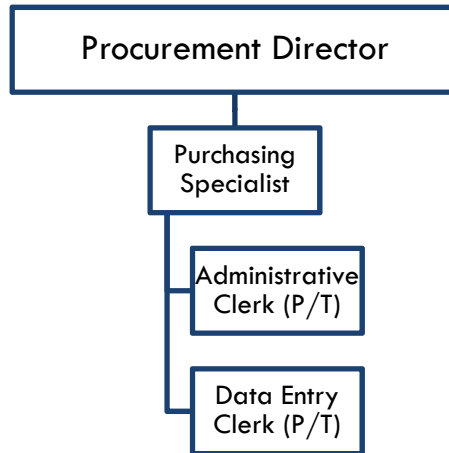 Procurement Director
Purchasing
Specialist
Administrative
Clerk (P/T)
Data Entry
Clerk (P/T)